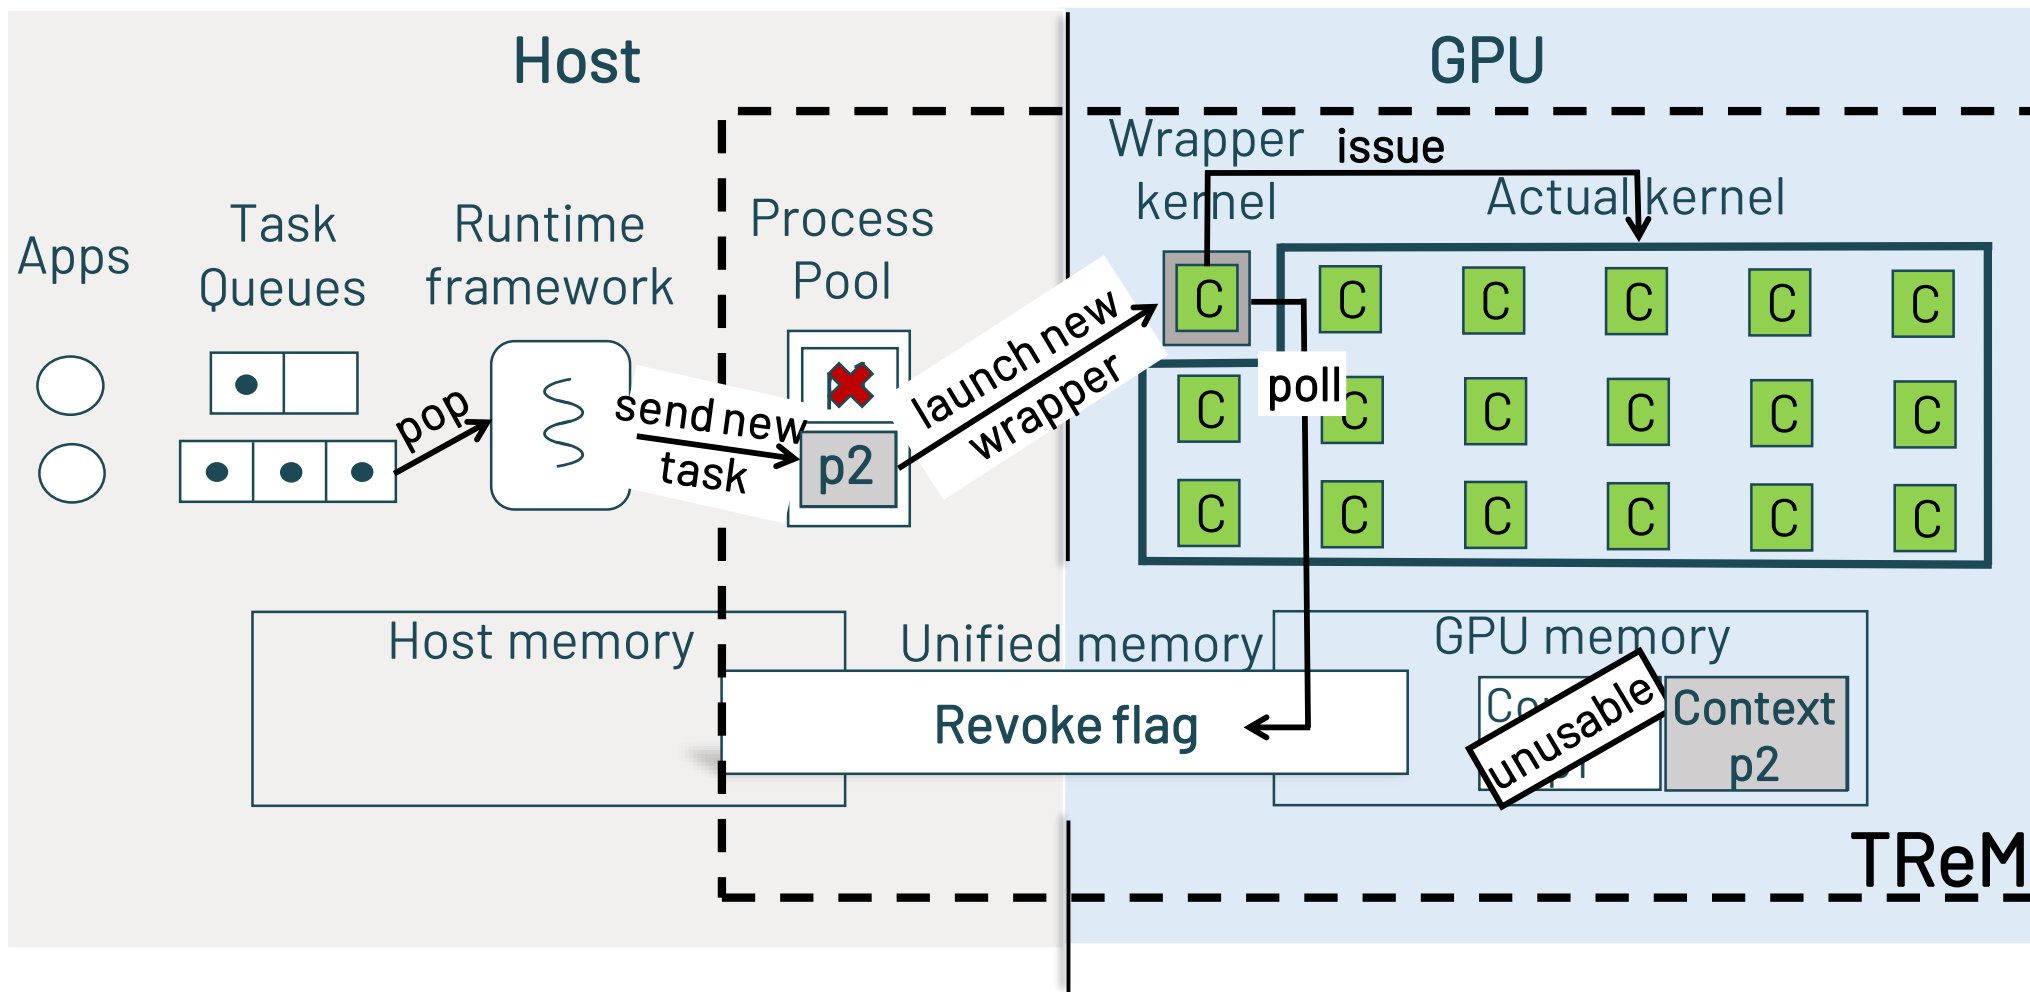 Host
GPU
Wrapper
kernel
issue
Actual kernel
Apps
Task
Queues
Runtime
framework
Process
Pool
pop
send new
task
p2
launch new
wrapper
poll
C
C C C C C
C C C C C C
C C C C C C
Host memory
Unified memory
GPU memory
Revoke flag
unusable
Context
p2
TReM